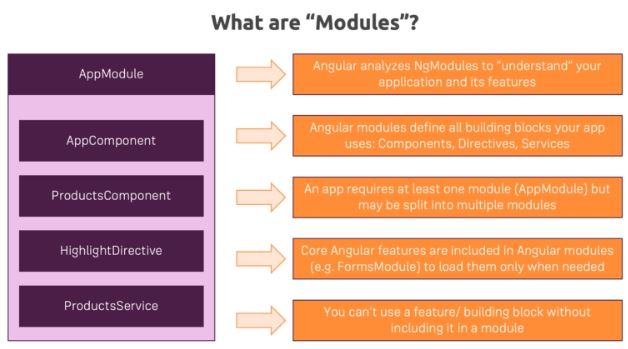 What are “Modules”?
AppModule
Angular analyzes NgModules to “understand” your
application and its features
AppComponent
Angular modules define all building blocks your app
uses: Components, Directives, Services
ProductsComponent
An app requires at least one module (AppModule) but
may be split into multiple modules
HighlightDirective
Core Angular features are included in Angular modules
(e.g. FormsModule) to load them only when needed
ProductsService
You can’t use a feature/ building block without
including it in a module